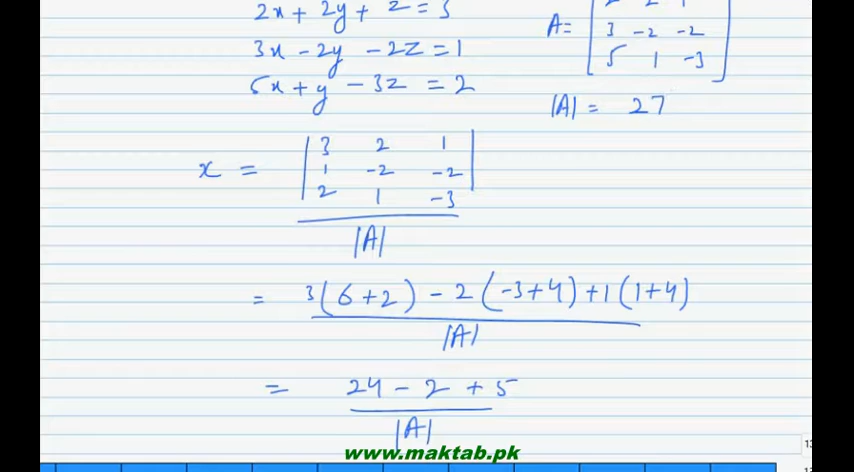 2x + 2y + z = 3
3x - 2y - 2z = 1
5x + y - 3z = 2
A =
3 -2 -2
5 1 -3
|A| = 27
x =
3 2 1
1 -2 -2
2 1 -3
|A|
= 3(6+2) - 2(-3+4) + 1(1+4)
|A|
= 24 - 2 + 5
|A|
www.maktab.pk